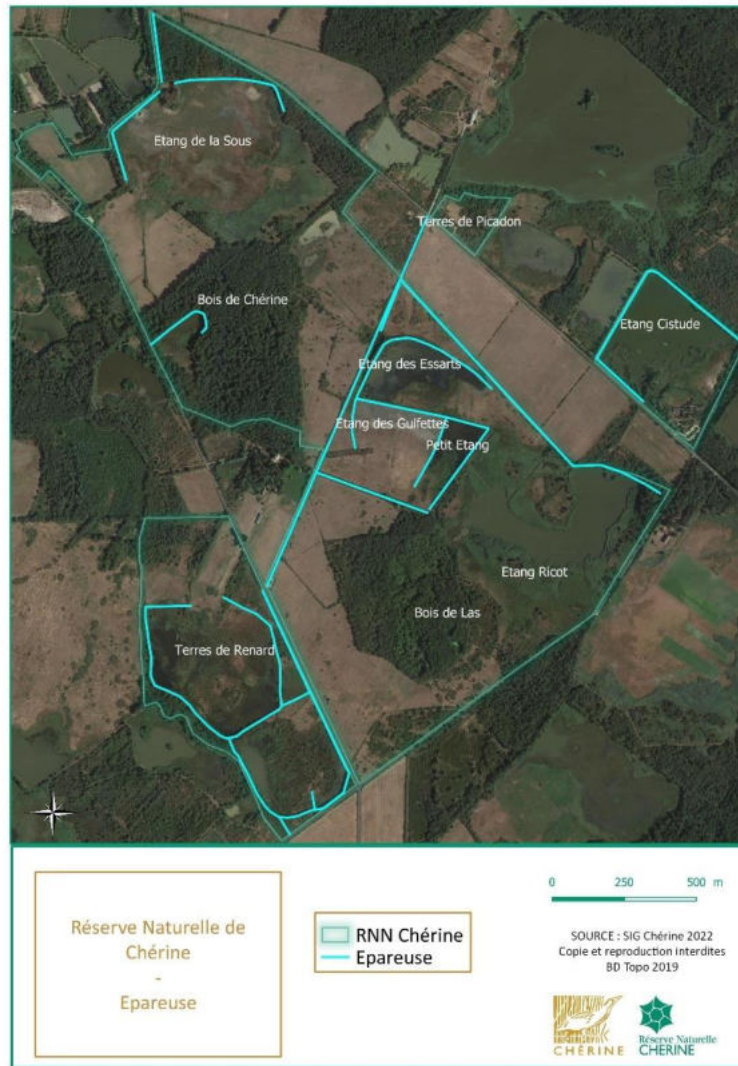 Etang de la Sous
Terres de Picadon
Bois de Chérine
Etang Cistude
Etang des Essarts
Etang des Gulfettes
Petit Etang
Etang Ricot
Bois de Las
Terres de Renard
Réserve Naturelle de
Chérine
-
Epareuse
RNN Chérine
Epareuse
0 250 500 m
SOURCE : SIG Chérine 2022
Copie et reproduction interdites
BD Topo 2019
CHÉRINE
Réserve Naturelle
CHERINE